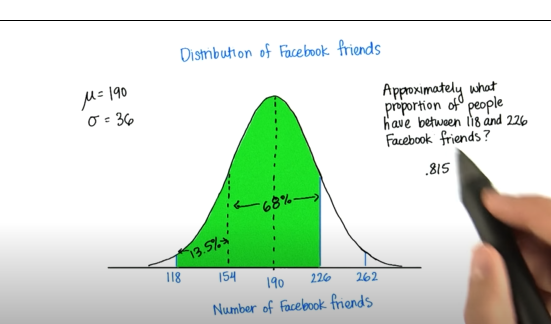 Distribution of Facebook friends
μ = 190
σ = 36
Approximately what
proportion of people
have between 118 and 226
Facebook friends?
.815
68%
13.5%
118 154 190 226 262
Number of Facebook friends